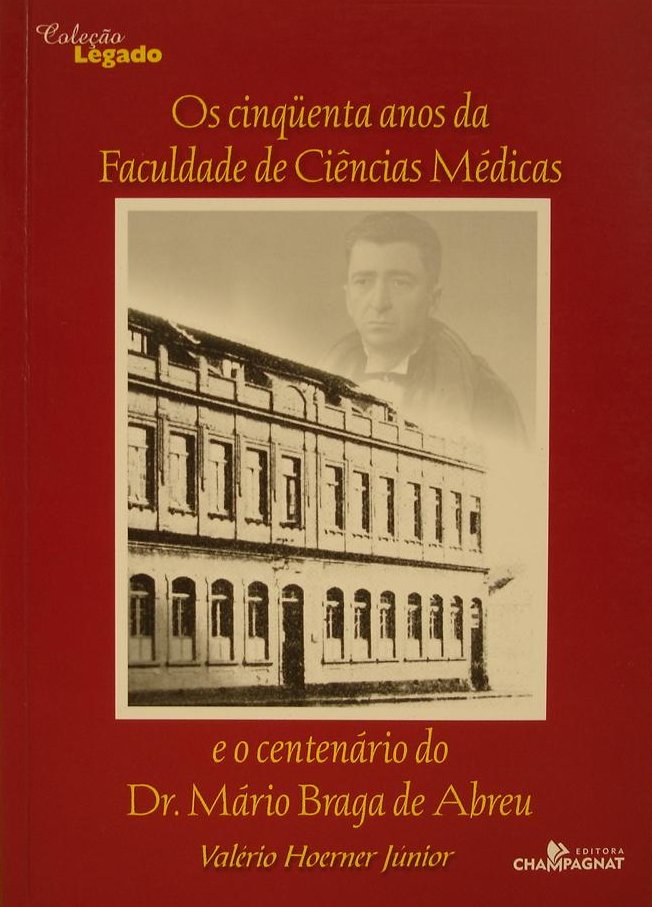 Coleção
Legado
Os cinqüenta anos da
Faculdade de Ciências Médicas
e o centenário do
Dr. Mário Braga de Abreu
Valério Hoerner Júnior
EDITORA
CHAMPAGNAT